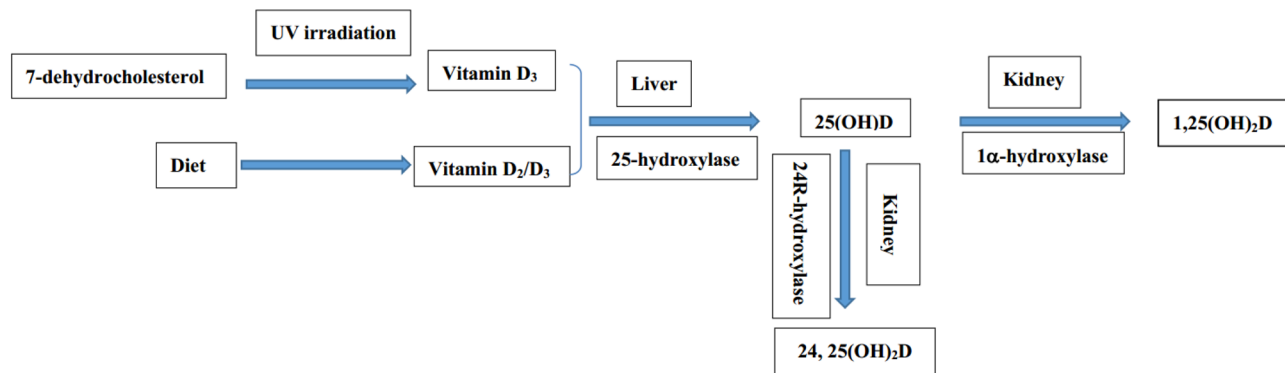 UV irradiation
7-dehydrocholesterol
Vitamin D₃
Diet
Vitamin D₂/D₃
Liver
25-hydroxylase
25(OH)D
Kidney
1α-hydroxylase
1,25(OH)₂D
24R-hydroxylase
Kidney
24, 25(OH)₂D